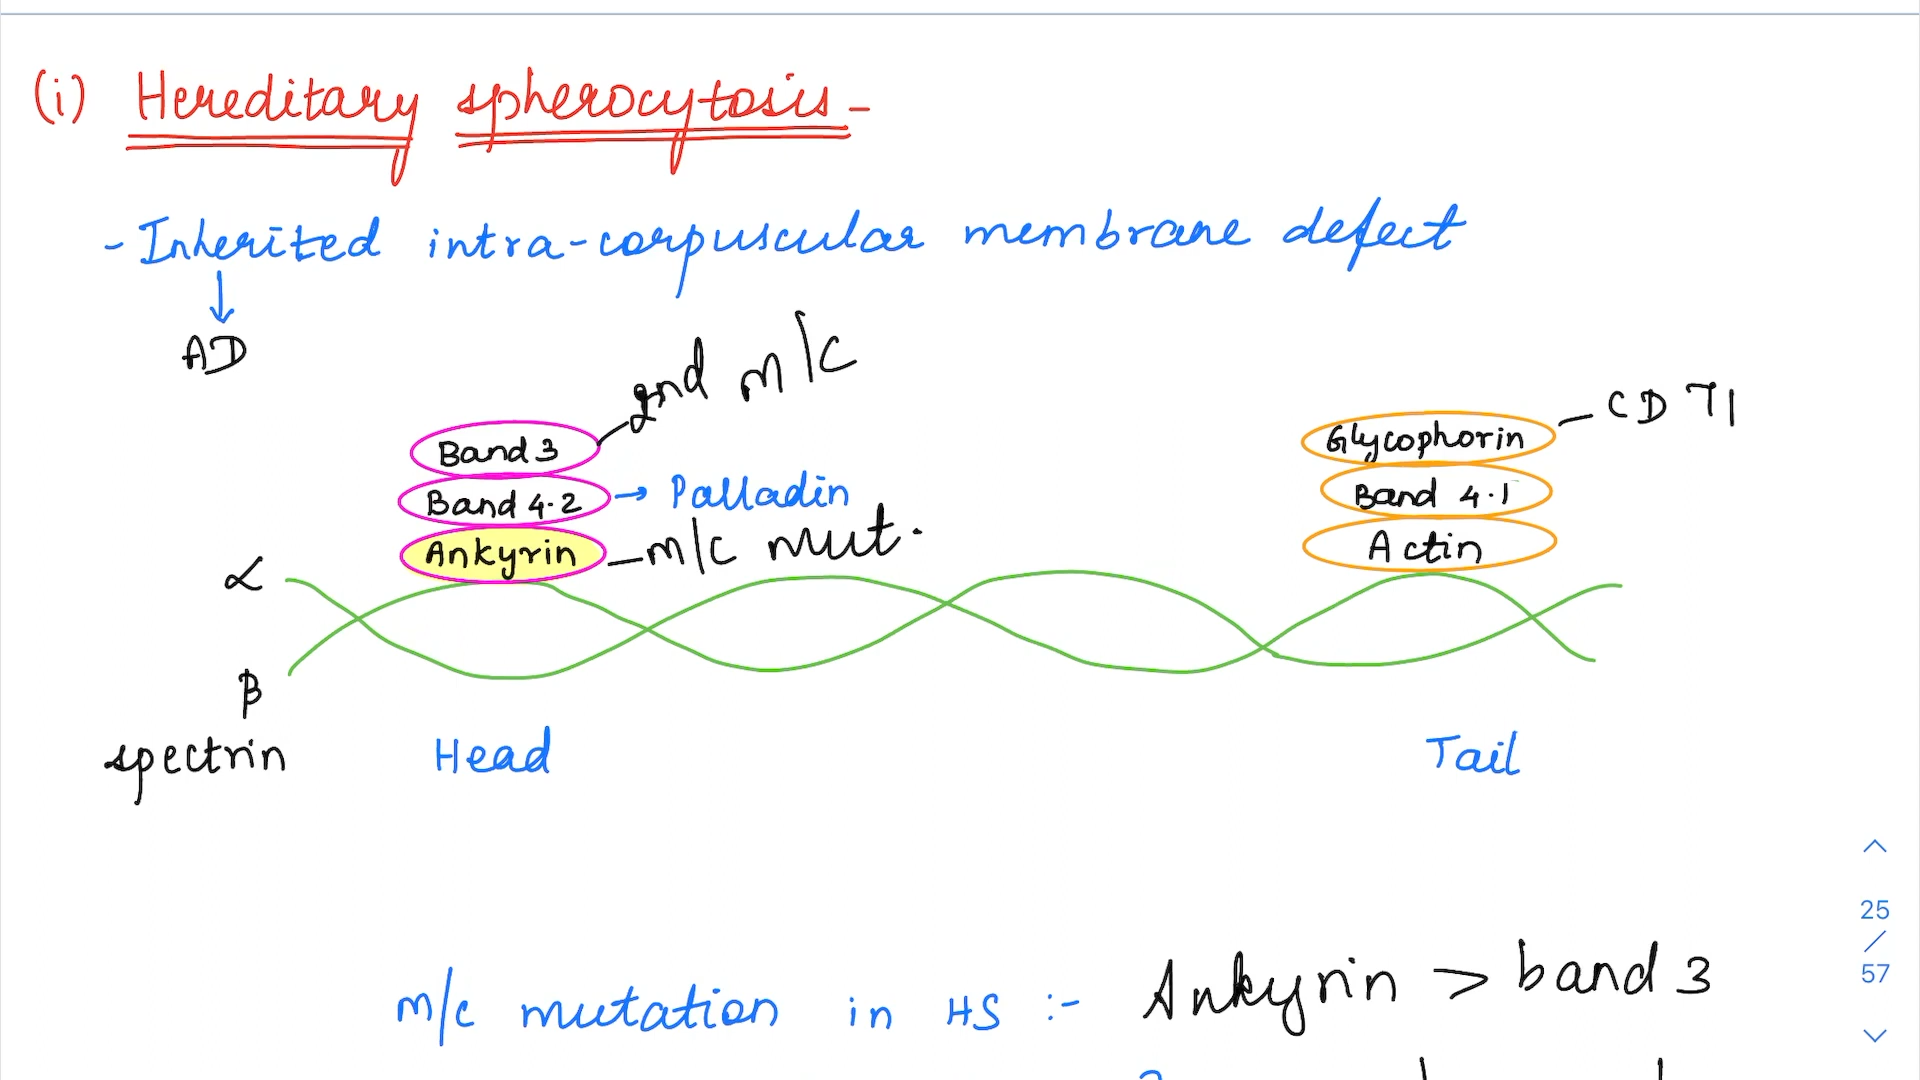 (i) Hereditary spherocytosis -
- Inherited intra-corpuscular membrane defect
↓
AD
2nd m/c
CD 71
Band 3
Glycophorin
Band 4.2 → Palladin
Band 4.1
Ankyrin - m/c mut.
Actin
α
β
spectrin
Head
Tail
25
/
57
m/c mutation in HS :- Ankyrin > band 3